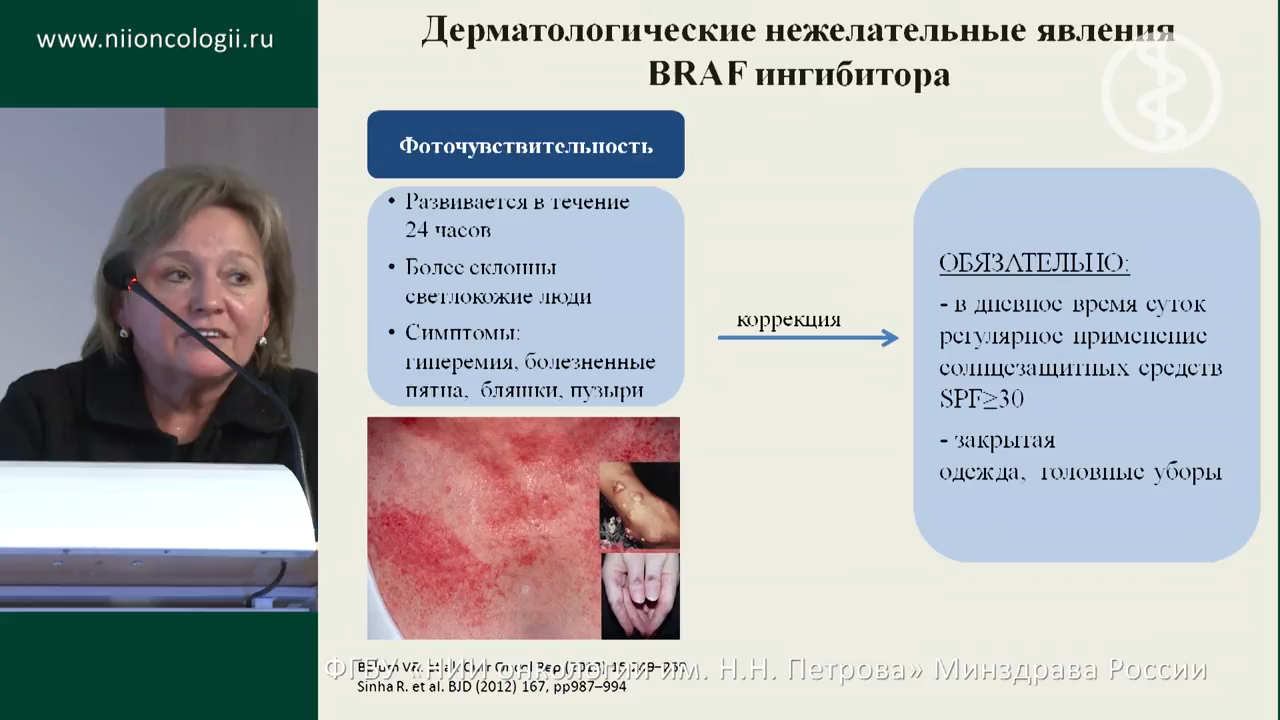 www.niioncologii.ru
Дерматологические нежелательные явления
BRAF ингибитора
Фоточувствительность
• Развивается в течение
24 часов
• Более склонны
светлокожие люди
• Симптомы:
гиперемия, болезненные
пятна, бляшки, пузыри
коррекция
ОБЯЗАТЕЛЬНО:
- в дневное время суток
регулярное применение
солнцезащитных средств
SPF≥30
- закрытая
одежда, головные уборы
ФГБУ «НИИ онкологии им. Н.Н. Петрова» Минздрава России
Sinha R. et al. BJD (2012) 167, pp987–994